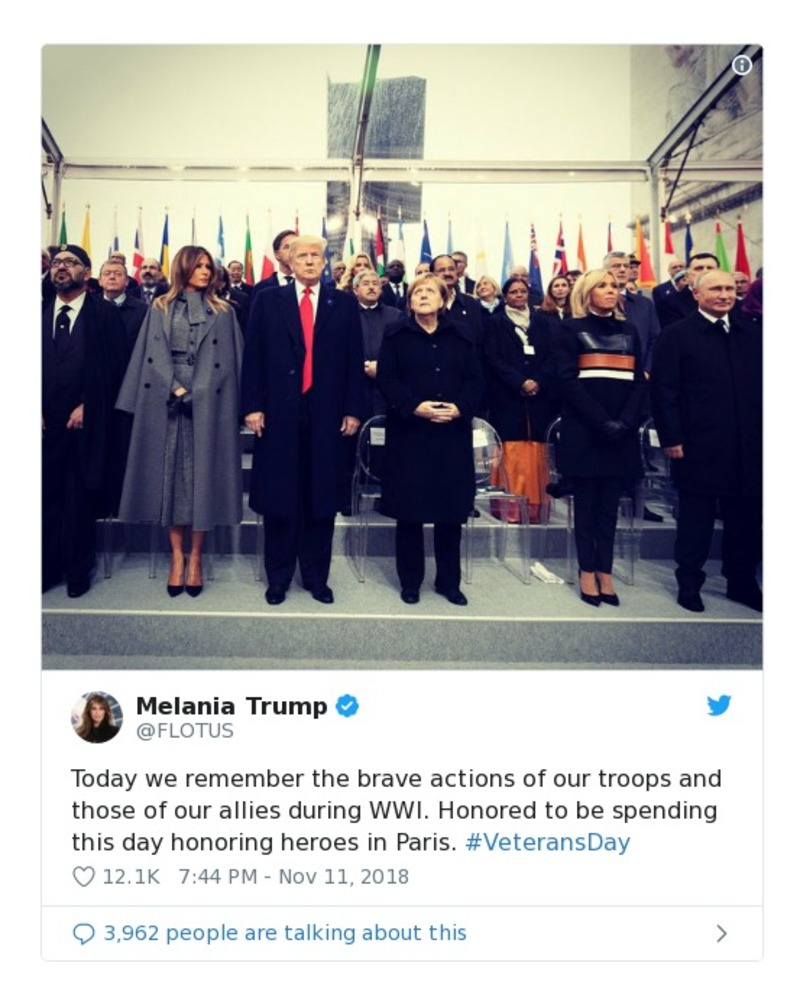 Melania Trump
@FLOTUS
Today we remember the brave actions of our troops and
those of our allies during WWI. Honored to be spending
this day honoring heroes in Paris. #VeteransDay
12.1K 7:44 PM - Nov 11, 2018
3,962 people are talking about this